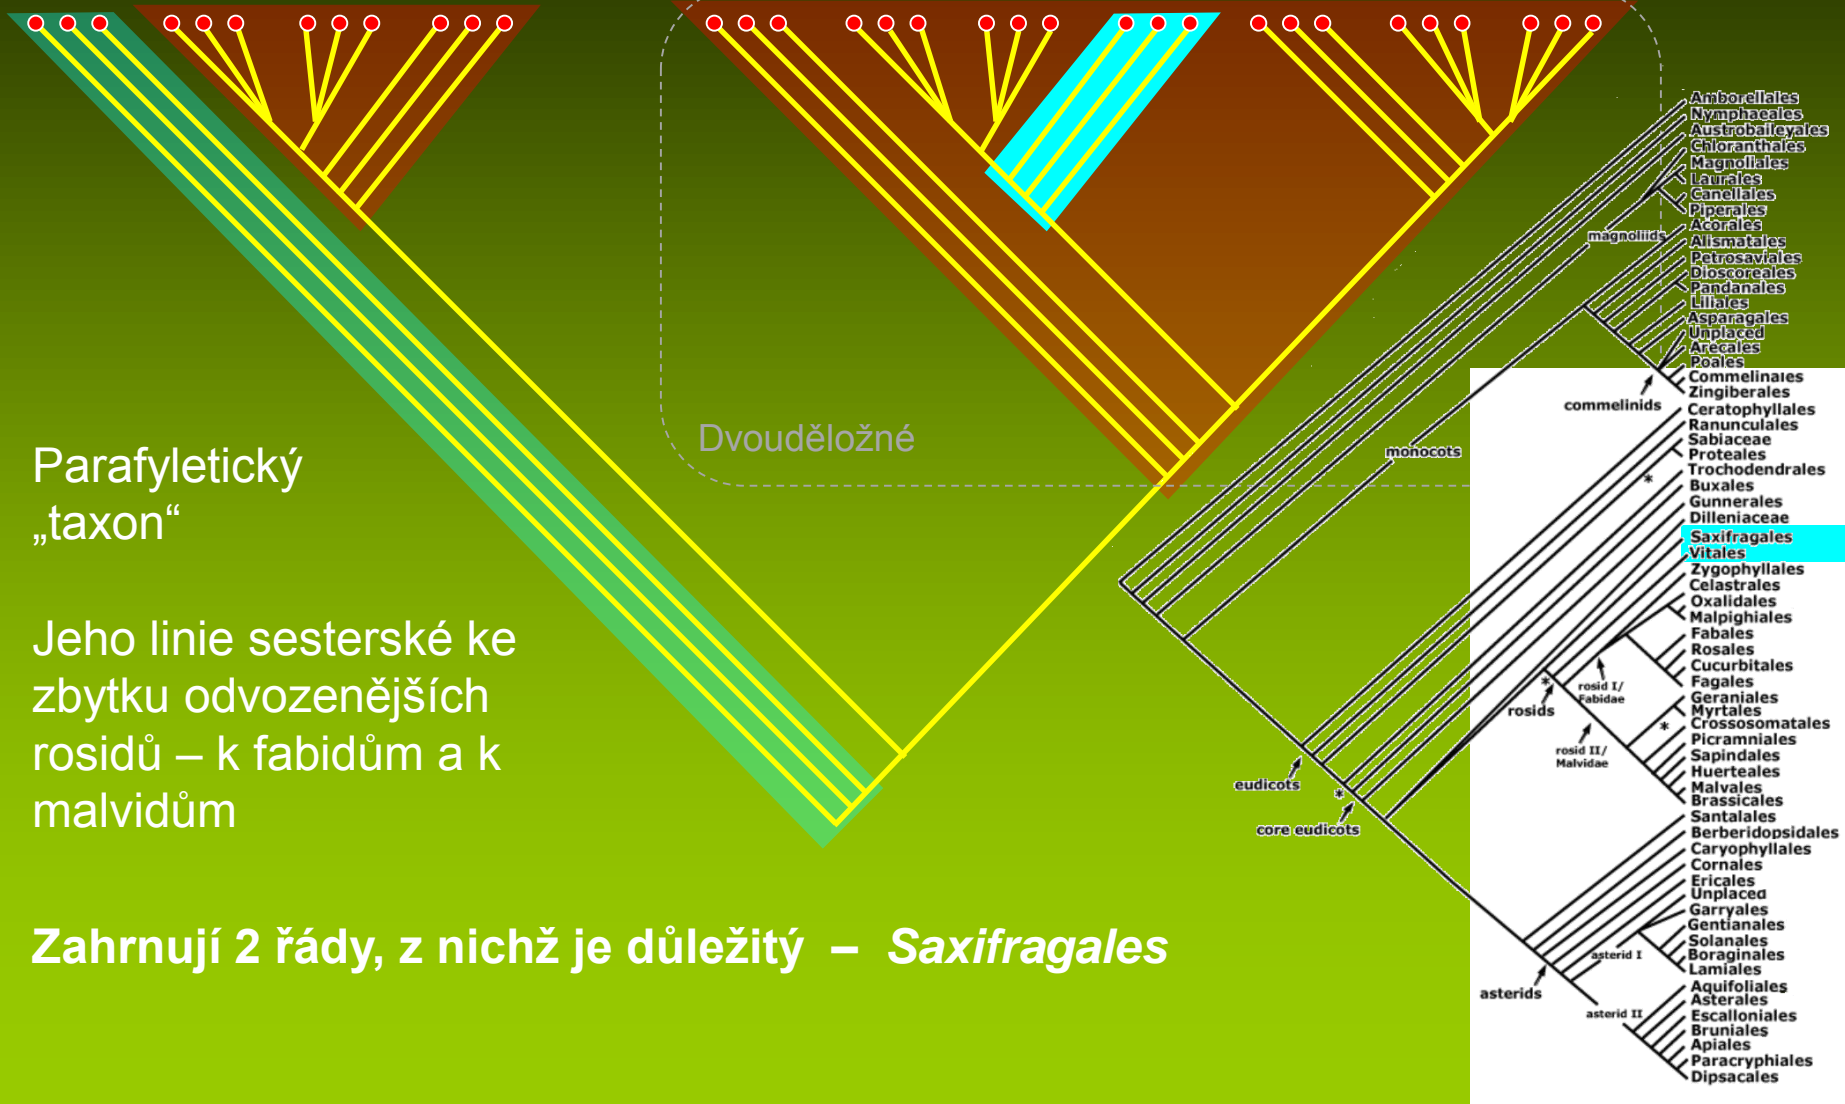 Dvouděložné
Parafyletický
„taxon“
Jeho linie sesterské ke
zbytku odvozenějších
rosidů – k fabidům a k
malvidům
Zahrnují 2 řády, z nichž je důležitý – Saxifragales
Amborellales
Nymphaeales
Austrobaileyales
Chloranthales
Magnoliales
Laurales
Canellales
Piperales
magnoliids
Acorales
Alismatales
Petrosaviales
Dioscoreales
Pandanales
Liliales
Asparagales
Unplaced
Arecales
Poales
Commelinales
Zingiberales
commelinids
monocots
Ceratophyllales
Ranunculales
Sabiaceae
Proteales
Trochodendrales
*
Buxales
Gunnerales
Dilleniaceae
Saxifragales
Vitales
Zygophyllales
Celastrales
Oxalidales
Malpighiales
Fabales
Rosales
Cucurbitales
Fagales
rosid I/
Fabidae
*
rosids
Geraniales
Myrtales
Crossosomatales
*
Picramniales
Sapindales
Huerteales
Malvales
Brassicales
rosid II/
Malvidae
eudicots
*
core eudicots
Santalales
Berberidopsidales
Caryophyllales
Cornales
Ericales
Unplaced
Garryales
Gentianales
Solanales
Boraginales
Lamiales
asterid I
asterids
Aquifoliales
Asterales
Escalloniales
Bruniales
Apiales
Paracryphiales
Dipsacales
asterid II